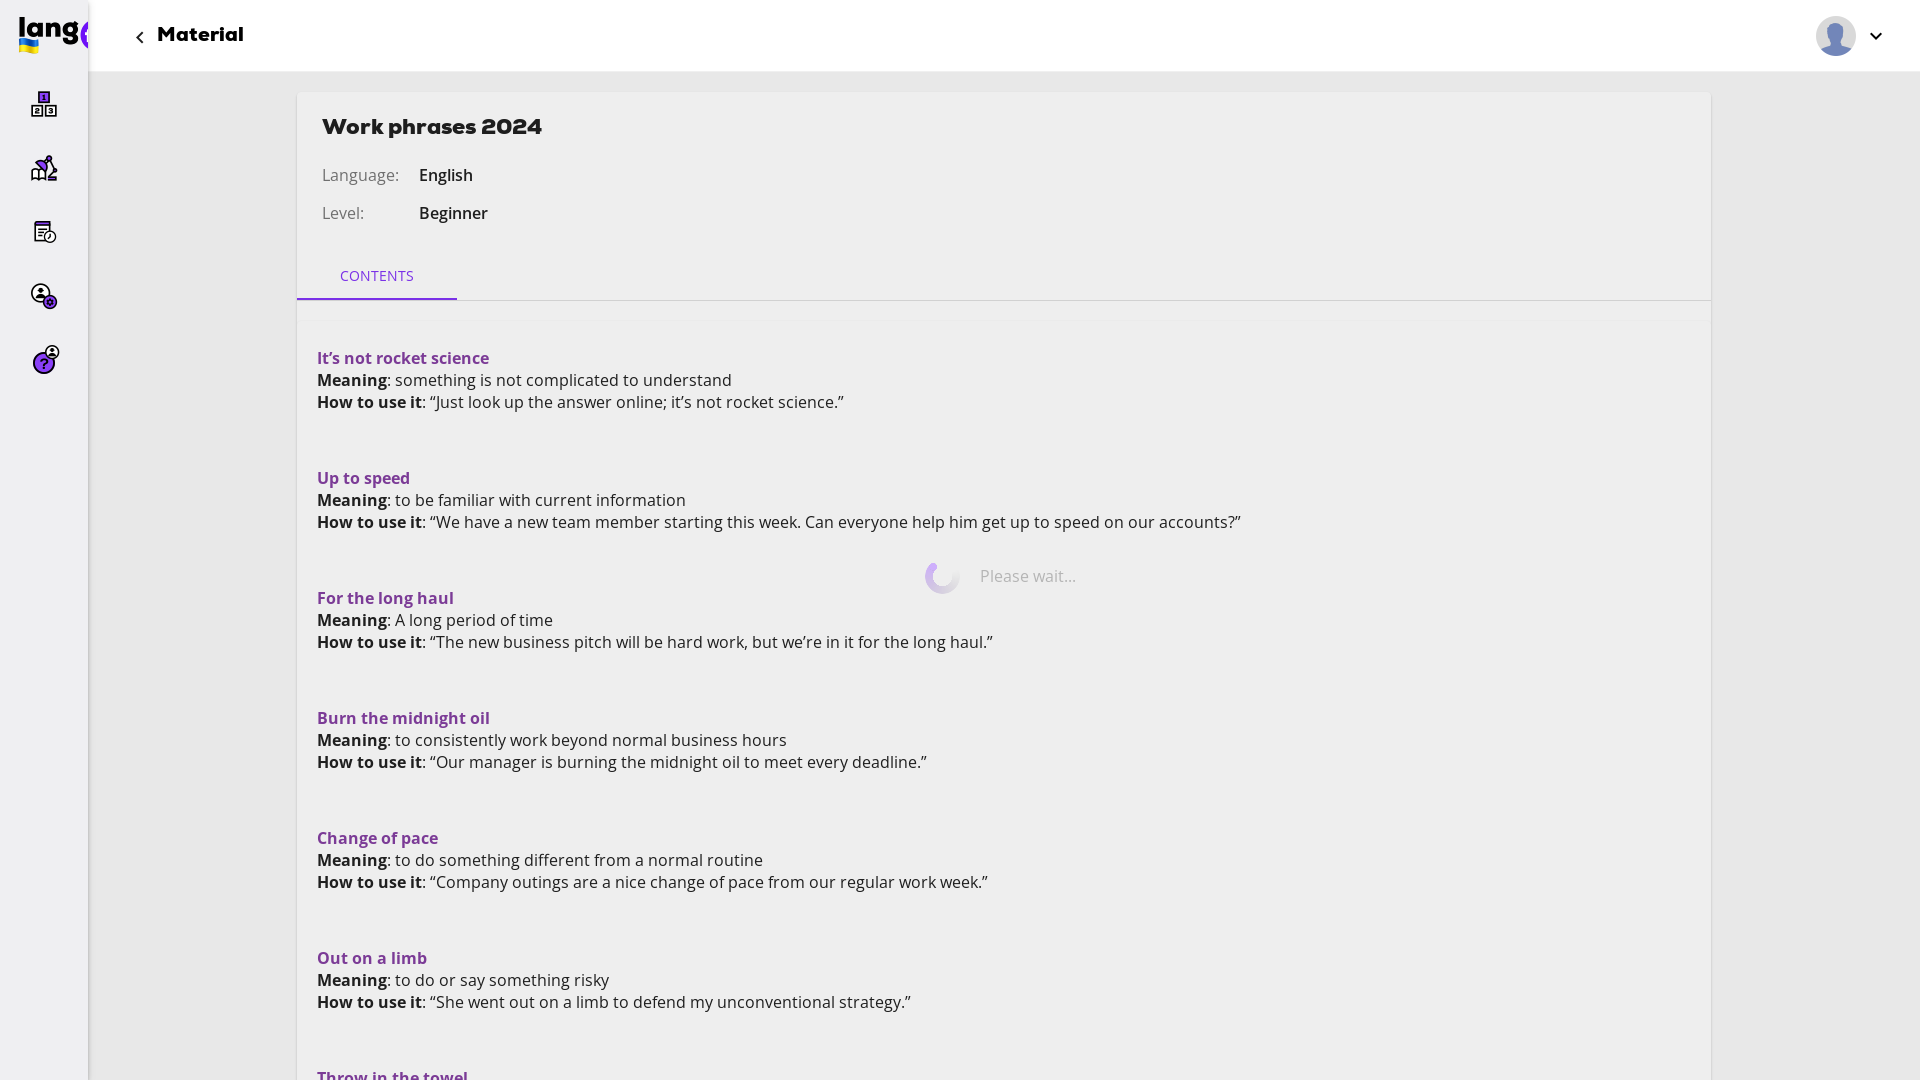 lang
Material
1
2 3
Work phrases 2024
Language: English
Level: Beginner
CONTENTS
It’s not rocket science
Meaning: something is not complicated to understand
How to use it: “Just look up the answer online; it’s not rocket science.”
?
Up to speed
Meaning: to be familiar with current information
How to use it: “We have a new team member starting this week. Can everyone help him get up to speed on our accounts?”
Please wait...
For the long haul
Meaning: A long period of time
How to use it: “The new business pitch will be hard work, but we’re in it for the long haul.”
Burn the midnight oil
Meaning: to consistently work beyond normal business hours
How to use it: “Our manager is burning the midnight oil to meet every deadline.”
Change of pace
Meaning: to do something different from a normal routine
How to use it: “Company outings are a nice change of pace from our regular work week.”
Out on a limb
Meaning: to do or say something risky
How to use it: “She went out on a limb to defend my unconventional strategy.”
Throw in the towel